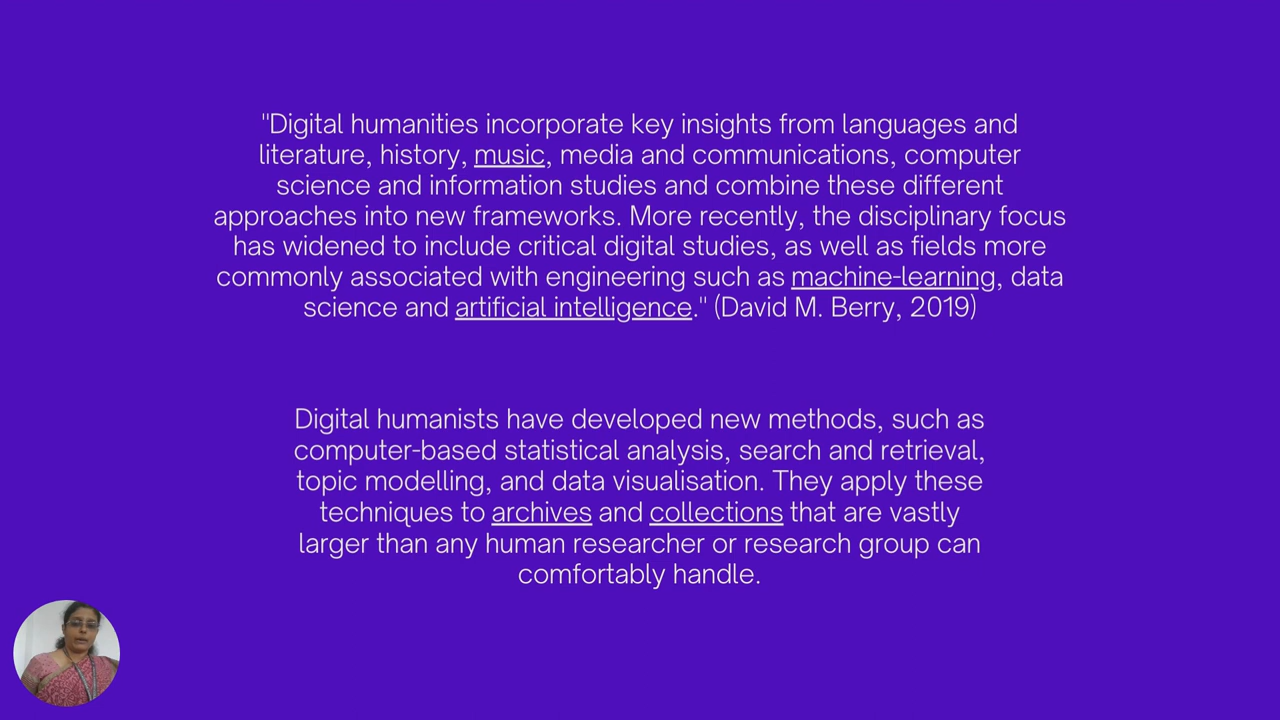 "Digital humanities incorporate key insights from languages and
literature, history, music, media and communications, computer
science and information studies and combine these different
approaches into new frameworks. More recently, the disciplinary focus
has widened to include critical digital studies, as well as fields more
commonly associated with engineering such as machine-learning, data
science and artificial intelligence." (David M. Berry, 2019)
Digital humanists have developed new methods, such as
computer-based statistical analysis, search and retrieval,
topic modelling, and data visualisation. They apply these
techniques to archives and collections that are vastly
larger than any human researcher or research group can
comfortably handle.